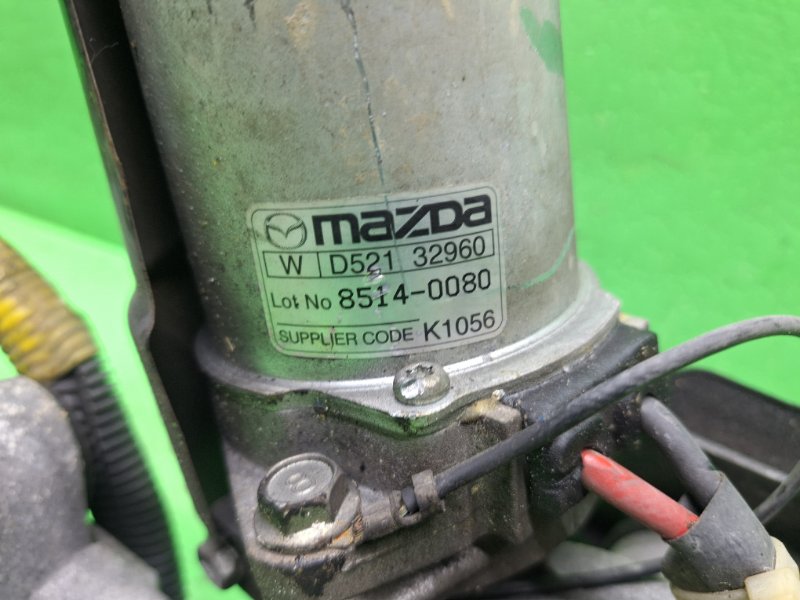 mazda
W D521 32960
Lot No 8514-0080
SUPPLIER CODE K1056
8